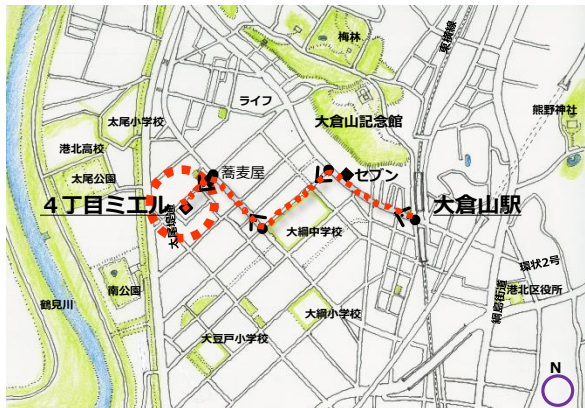 梅林
東横線
ライフ
熊野神社
太尾小学校
大倉山記念館
港北高校
蕎麦屋
セブン
太尾公園
4丁目ミエル
大倉山駅
太尾堤
大綱中学校
環状2号
南公園
綱島街道
港北区役所
鶴見川
大綱小学校
大豆戸小学校
N